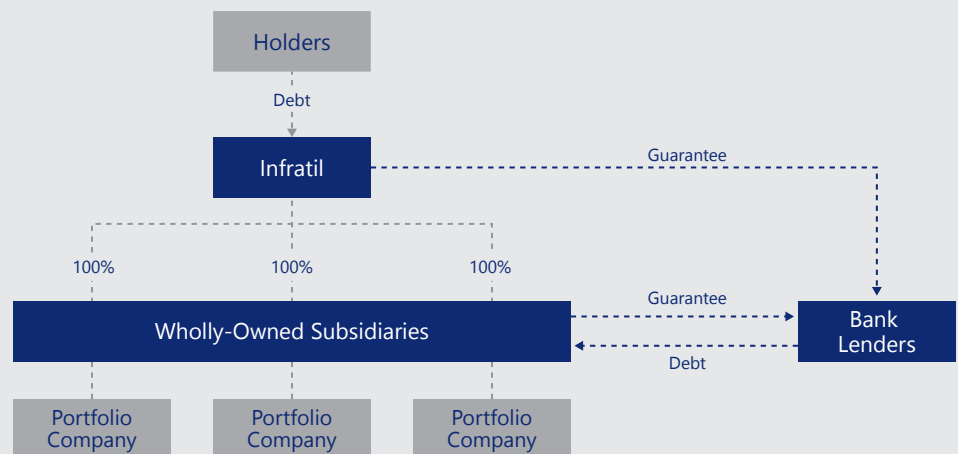 Holders
Debt
Infratil
Guarantee
100%
100%
100%
Guarantee
Wholly-Owned Subsidiaries
Bank
Lenders
Debt
Portfolio
Company
Portfolio
Company
Portfolio
Company